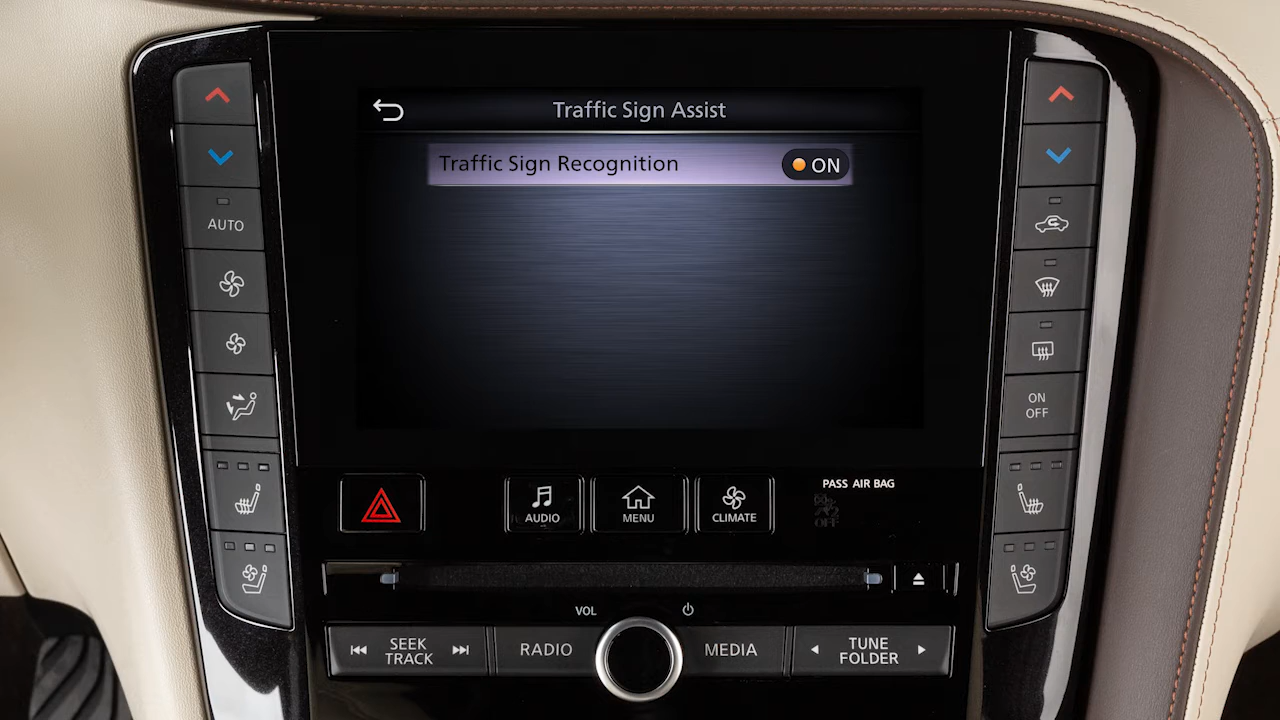 Traffic Sign Assist
Traffic Sign Recognition ON
AUTO
ON
OFF
PASS AIR BAG
OFF
AUDIO
MENU
CLIMATE
VOL
SEEK
TRACK
RADIO
MEDIA
TUNE
FOLDER